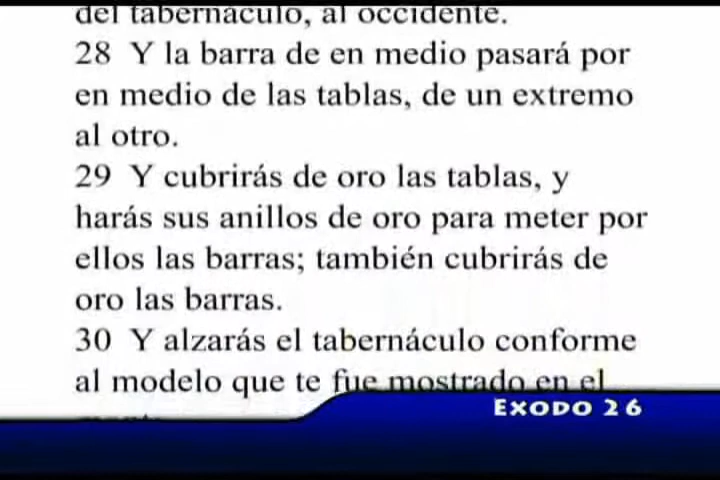 del tabernáculo, al occidente.
28 Y la barra de en medio pasará por
en medio de las tablas, de un extremo
al otro.
29 Y cubrirás de oro las tablas, y
harás sus anillos de oro para meter por
ellos las barras; también cubrirás de
oro las barras.
30 Y alzarás el tabernáculo conforme
al modelo que te fue mostrado en el
EXODO 26